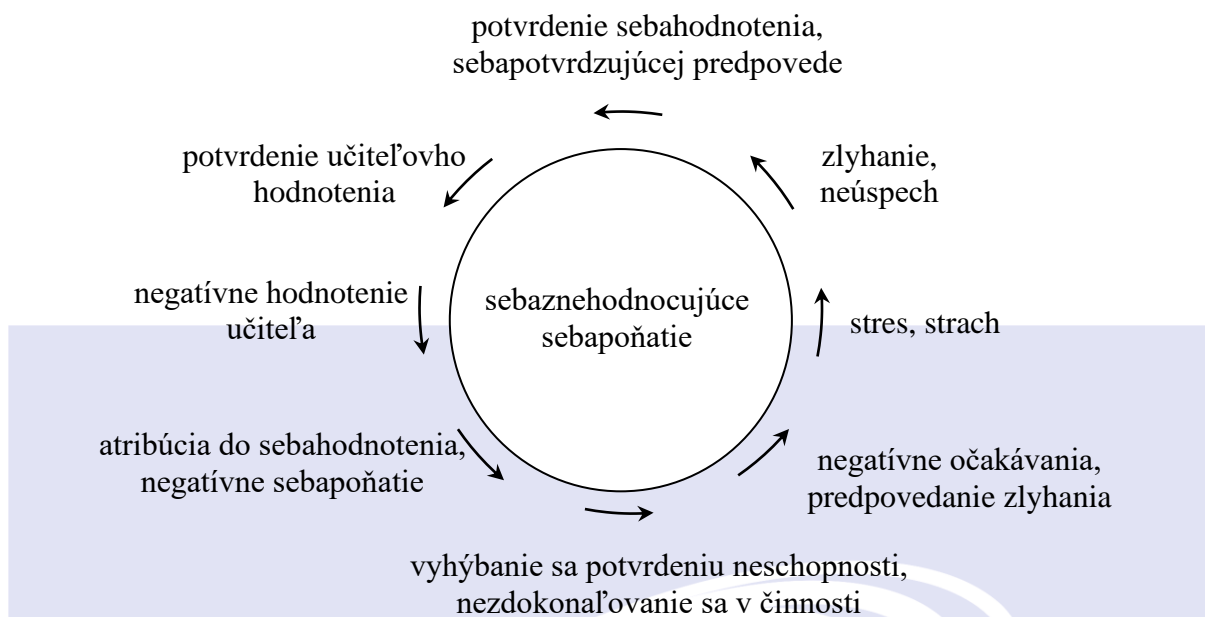 potvrdenie sebahodnotenia,
sebapotvrdzujúcej predpovede
potvrdenie učiteľovho
hodnotenia
zlyhanie,
neúspech
negatívne hodnotenie
učiteľa
sebaznehodnocujúce
sebapoňatie
stres, strach
atribúcia do sebahodnotenia,
negatívne sebapoňatie
negatívne očakávania,
predpovedanie zlyhania
vyhýbanie sa potvrdeniu neschopnosti,
nezdokonaľovanie sa v činnosti